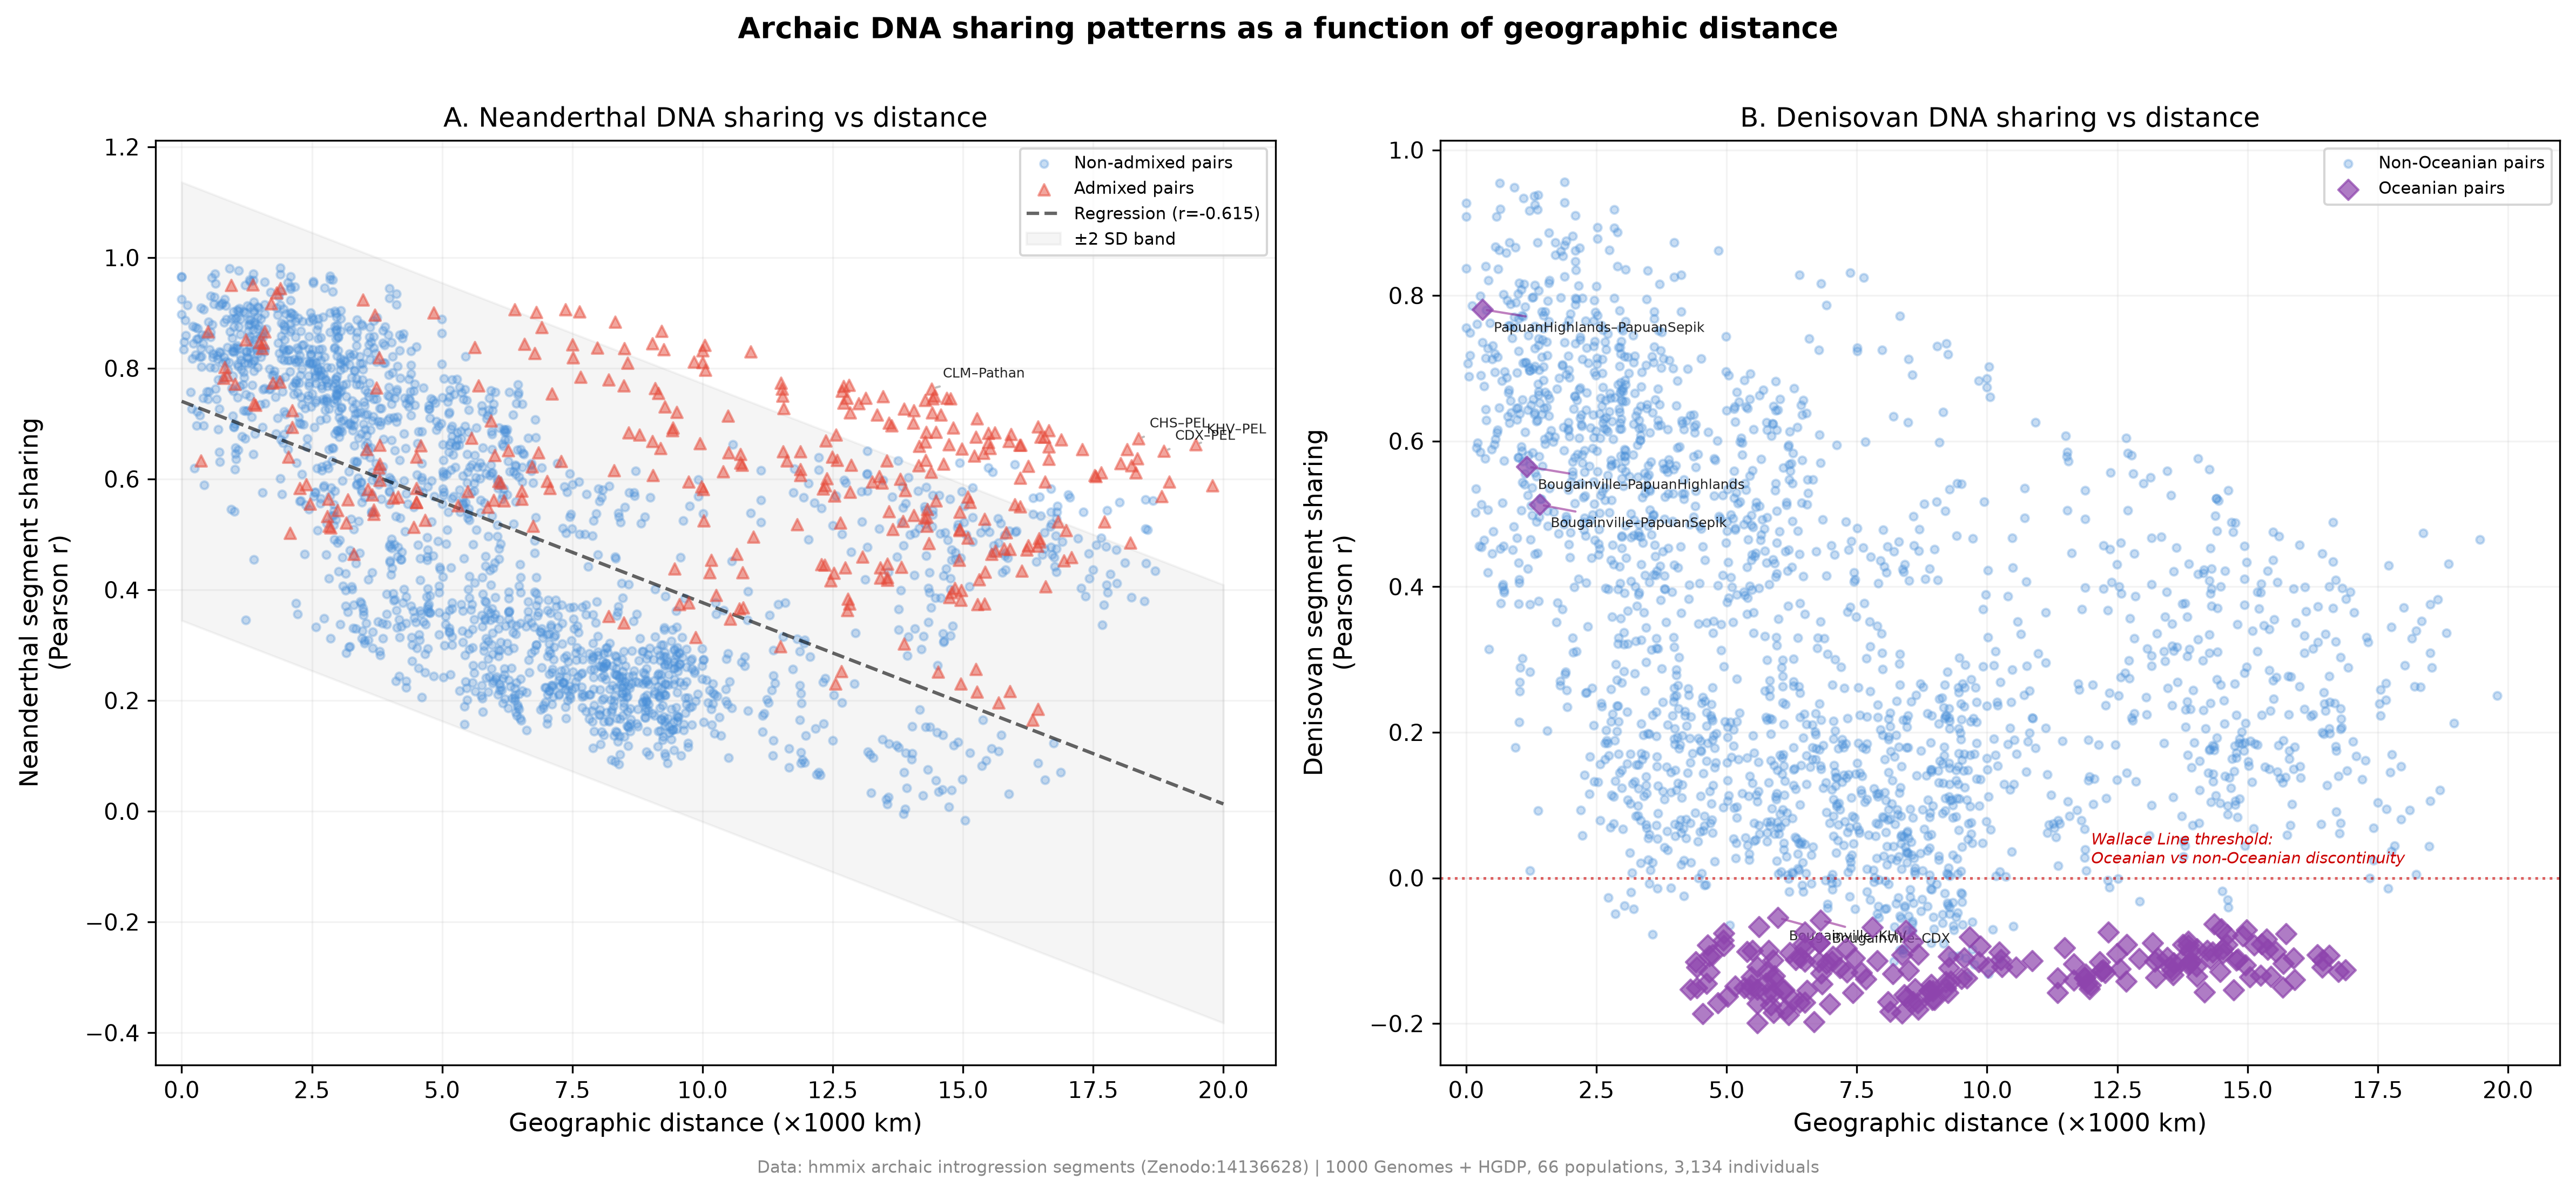 Archaic DNA sharing patterns as a function of geographic distance
A. Neanderthal DNA sharing vs distance
Neanderthal segment sharing
(Pearson r)
1.2
1.0
0.8
0.6
0.4
0.2
0.0
−0.2
−0.4
Non-admixed pairs
Admixed pairs
Regression (r=-0.615)
±2 SD band
CLM–Pathan
CHS–PEL
KHV–PEL
CDX–PEL
0.0 2.5 5.0 7.5 10.0 12.5 15.0 17.5 20.0
Geographic distance (×1000 km)
B. Denisovan DNA sharing vs distance
Denisovan segment sharing
(Pearson r)
1.0
0.8
0.6
0.4
0.2
0.0
−0.2
Non-Oceanian pairs
Oceanian pairs
PapuanHighlands–PapuanSepik
Bougainville–PapuanHighlands
Bougainville–PapuanSepik
Wallace Line threshold:
Oceanian vs non-Oceanian discontinuity
Bougainville–KHV
Bougainville–CDX
0.0 2.5 5.0 7.5 10.0 12.5 15.0 17.5 20.0
Geographic distance (×1000 km)
Data: hmmix archaic introgression segments (Zenodo:14136628) | 1000 Genomes + HGDP, 66 populations, 3,134 individuals